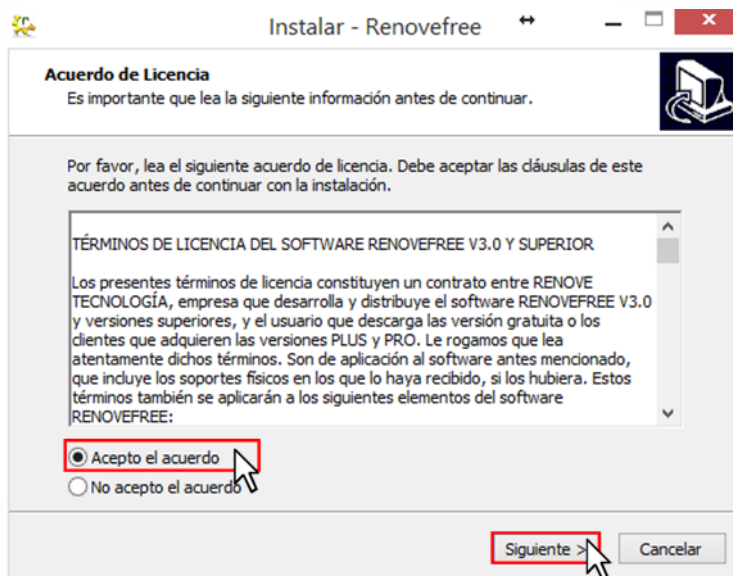 Instalar - Renovefree
Acuerdo de Licencia
Es importante que lea la siguiente información antes de continuar.
Por favor, lea el siguiente acuerdo de licencia. Debe aceptar las cláusulas de este
acuerdo antes de continuar con la instalación.
TÉRMINOS DE LICENCIA DEL SOFTWARE RENOVEFREE V3.0 Y SUPERIOR
Los presentes términos de licencia constituyen un contrato entre RENOVE
TECNOLOGÍA, empresa que desarrolla y distribuye el software RENOVEFREE V3.0
y versiones superiores, y el usuario que descarga las versión gratuita o los
clientes que adquieren las versiones PLUS y PRO. Le rogamos que lea
atentamente dichos términos. Son de aplicación al software antes mencionado,
que incluye los soportes físicos en los que lo haya recibido, si los hubiera. Estos
términos también se aplicarán a los siguientes elementos del software
RENOVEFREE:
Acepto el acuerdo
No acepto el acuerdo
Siguiente >
Cancelar